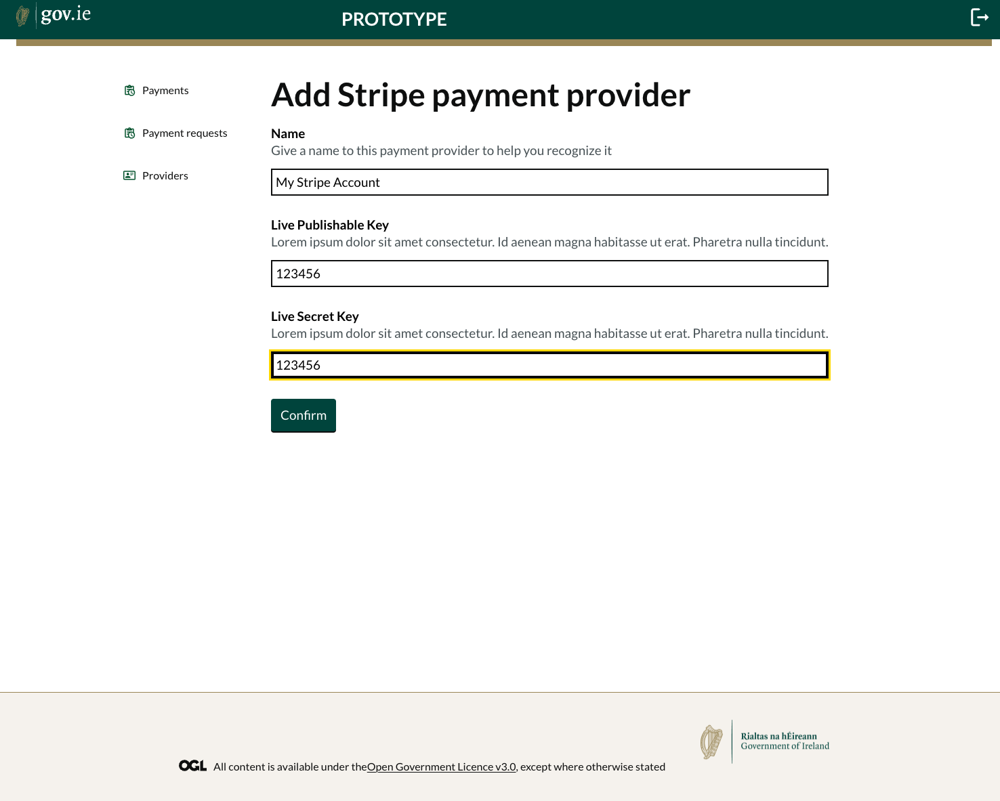 gov.ie
PROTOTYPE
Payments
Payment requests
Providers
Add Stripe payment provider
Name
Give a name to this payment provider to help you recognize it
My Stripe Account
Live Publishable Key
Lorem ipsum dolor sit amet consectetur. Id aenean magna habitasse ut erat. Pharetra nulla tincidunt.
123456
Live Secret Key
Lorem ipsum dolor sit amet consectetur. Id aenean magna habitasse ut erat. Pharetra nulla tincidunt.
123456
Confirm
Rialtas na hÉireann
Government of Ireland
OGL All content is available under theOpen Government Licence v3.0, except where otherwise stated